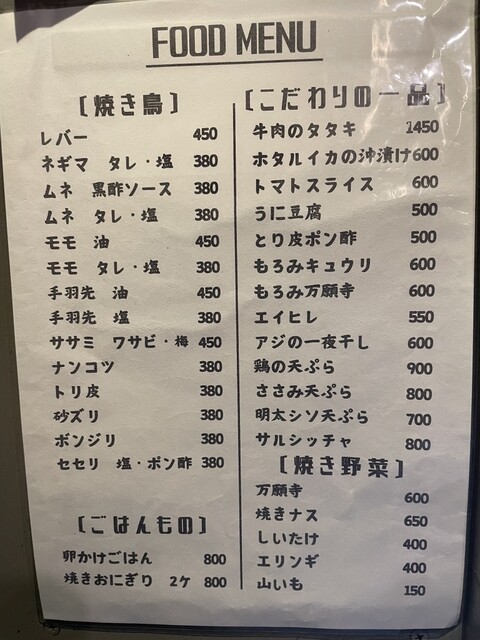 FOOD MENU
[焼き鳥]
レバー 450
ネギマ タレ・塩 380
ムネ 黒酢ソース 380
ムネ タレ・塩 380
モモ 油 450
モモ タレ・塩 380
手羽先 油 450
手羽先 塩 380
ササミ ワサビ・梅 450
ナンコツ 380
トリ皮 380
砂ズリ 380
ボンジリ 380
セセリ 塩・ポン酢 380
[ごはんもの]
卵かけごはん 800
焼きおにぎり 2ケ 800
[こだわりの一品]
牛肉のタタキ 1450
ホタルイカの沖漬け600
トマトスライス 600
うに豆腐 500
とり皮ポン酢 500
もろみキュウリ 600
もろみ万願寺 600
エイヒレ 550
アジの一夜干し 600
鶏の天ぷら 900
ささみ天ぷら 800
明太シソ天ぷら 700
サルシッチャ 800
[焼き野菜]
万願寺 600
焼きナス 650
しいたけ 400
エリンギ 400
山いも 150